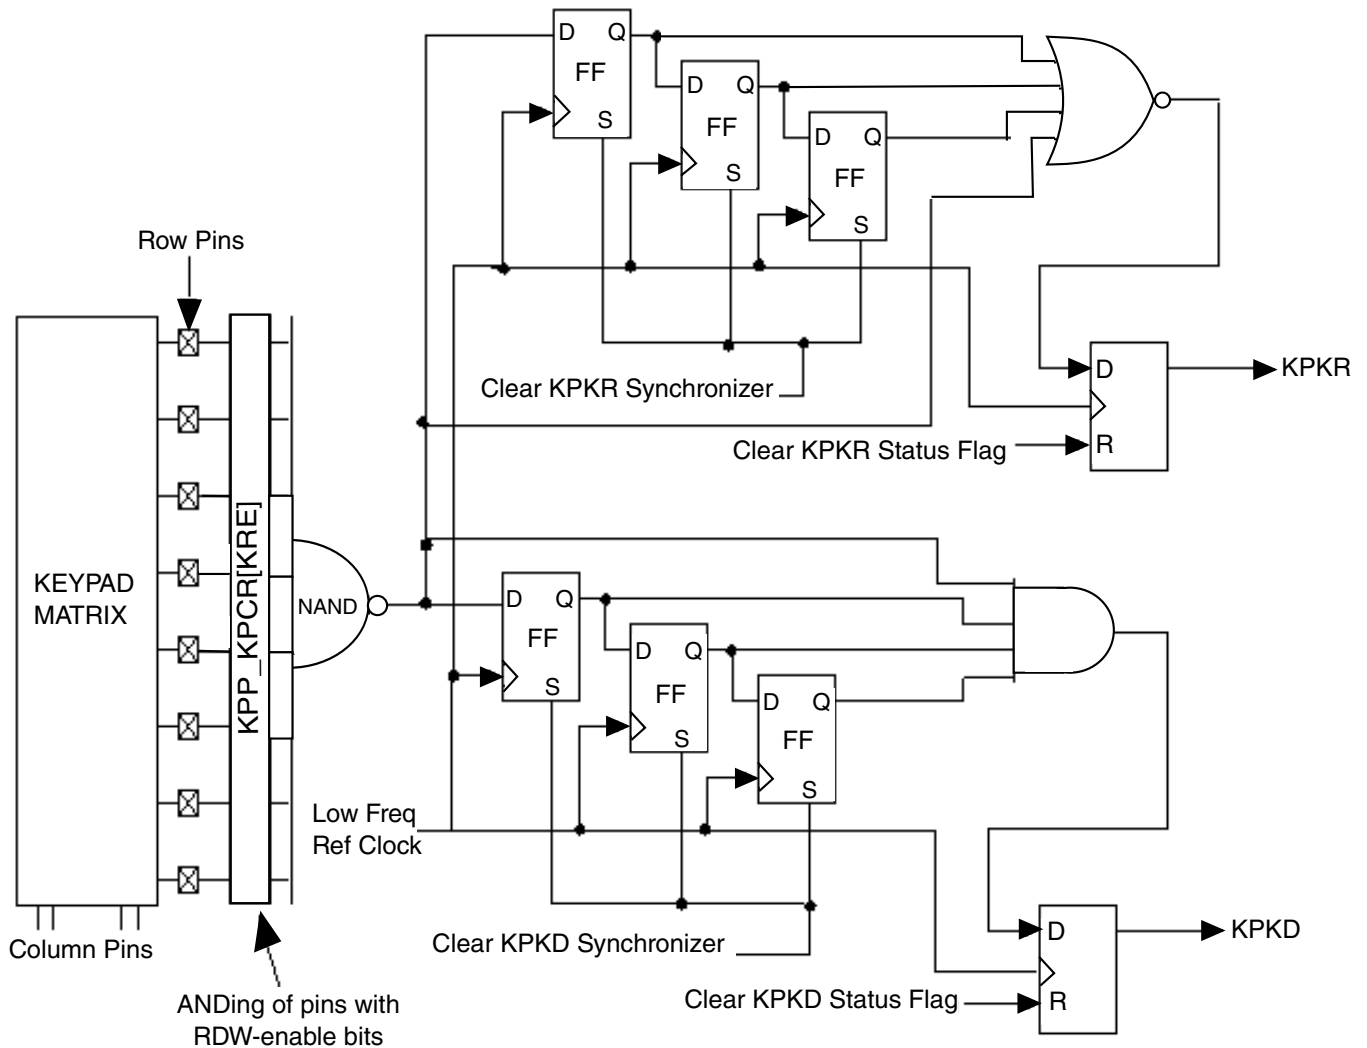 D Q
FF
S
D Q
FF
S
D Q
FF
S
Row Pins
Clear KPKR Synchronizer
D
R
KPKR
Clear KPKR Status Flag
KEYPAD
MATRIX
KPP_KPCR[KRE]
NAND
D Q
FF
S
D Q
FF
S
D Q
FF
S
Low Freq
Ref Clock
Column Pins
Clear KPKD Synchronizer
D
R
KPKD
Clear KPKD Status Flag
ANDing of pins with
RDW-enable bits